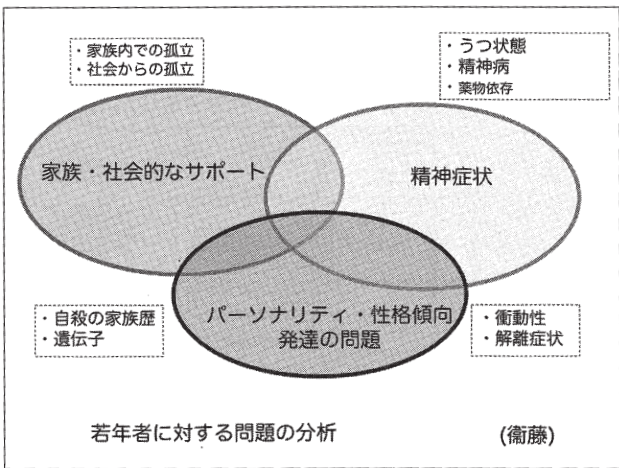 ・家族内での孤立
・社会からの孤立
・うつ状態
・精神病
・薬物依存
家族・社会的なサポート
精神症状
パーソナリティ・性格傾向
発達の問題
・自殺の家族歴
・遺伝子
・衝動性
・解離症状
若年者に対する問題の分析
(衞藤)